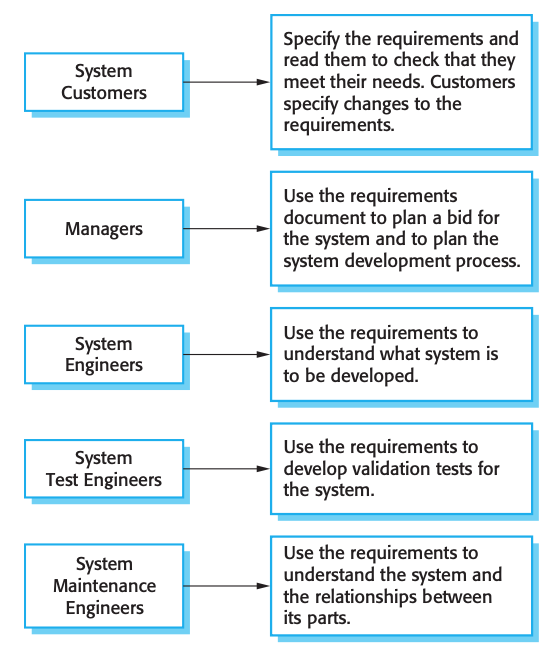 System
Customers
Specify the requirements and
read them to check that they
meet their needs. Customers
specify changes to the
requirements.
Managers
Use the requirements
document to plan a bid for
the system and to plan the
system development process.
System
Engineers
Use the requirements to
understand what system is
to be developed.
System
Test Engineers
Use the requirements to
develop validation tests for
the system.
System
Maintenance
Engineers
Use the requirements to
understand the system and
the relationships between
its parts.